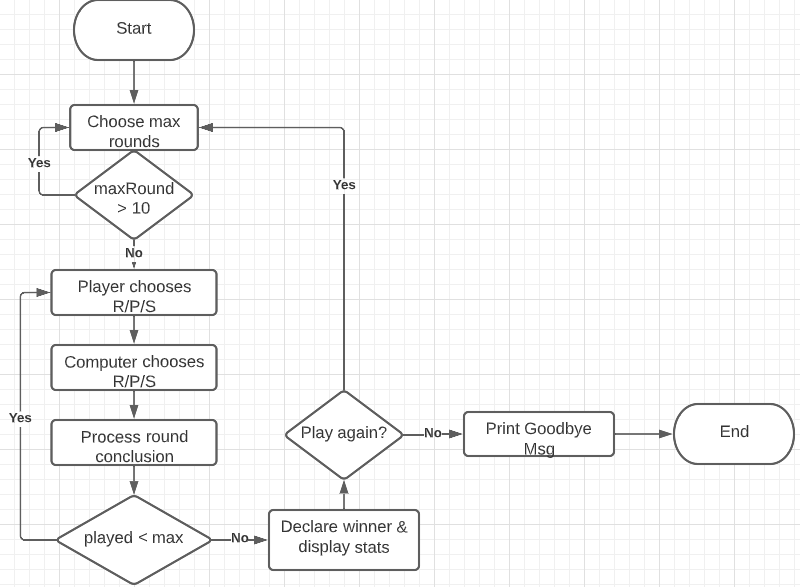 Start
Choose max
rounds
Yes
maxRound
> 10
Yes
No
Player chooses
R/P/S
Computer chooses
R/P/S
Yes
Process round
conclusion
Play again?
No
Print Goodbye
Msg
End
played < max
No
Declare winner &
display stats